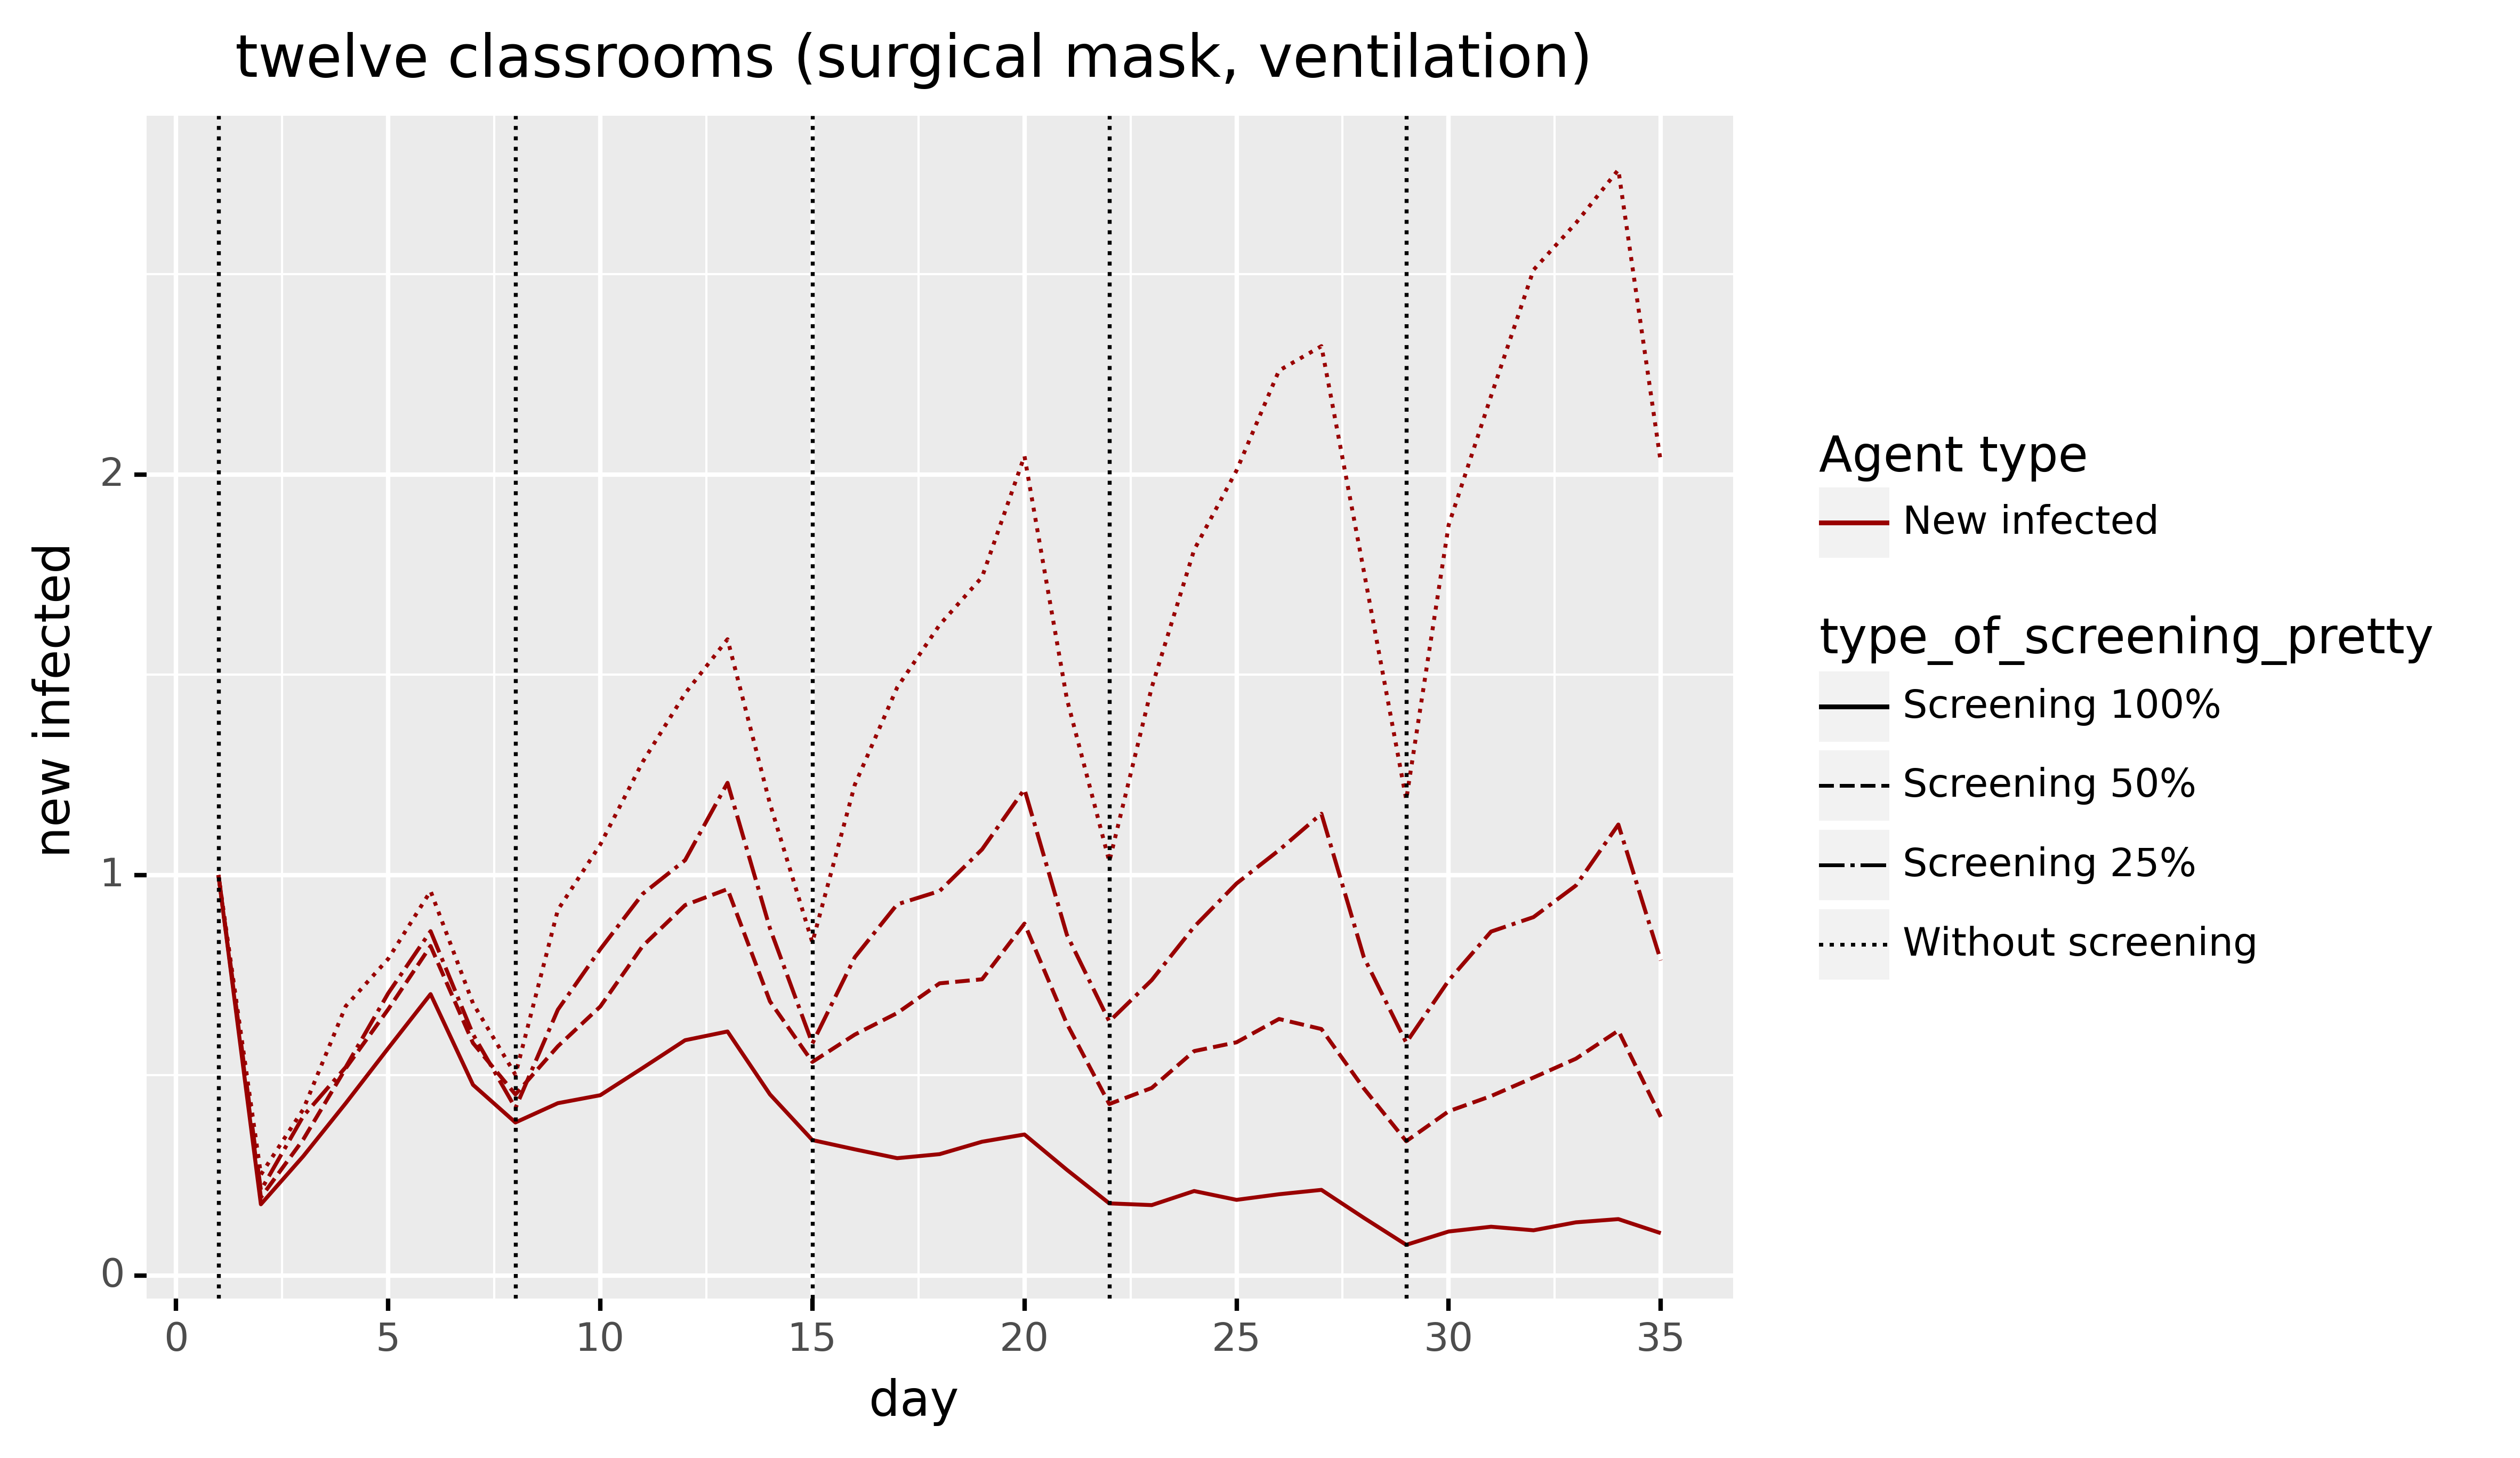 twelve classrooms (surgical mask, ventilation)
new infected
2
1
0
0 5 10 15 20 25 30 35
day
Agent type
New infected
type_of_screening_pretty
Screening 100%
Screening 50%
Screening 25%
Without screening